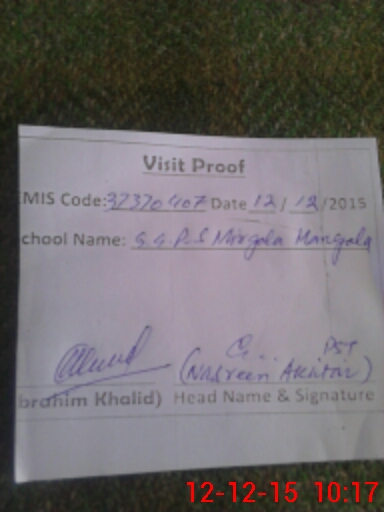 Visit Proof
MIS Code: 37370407 Date 12 / 12 /2015
chool Name: G.G.P.S Mirgala Mangala
PST
(Nasreen Akhtar)
brahim Khalid) Head Name & Signature
12-12-15 10:17